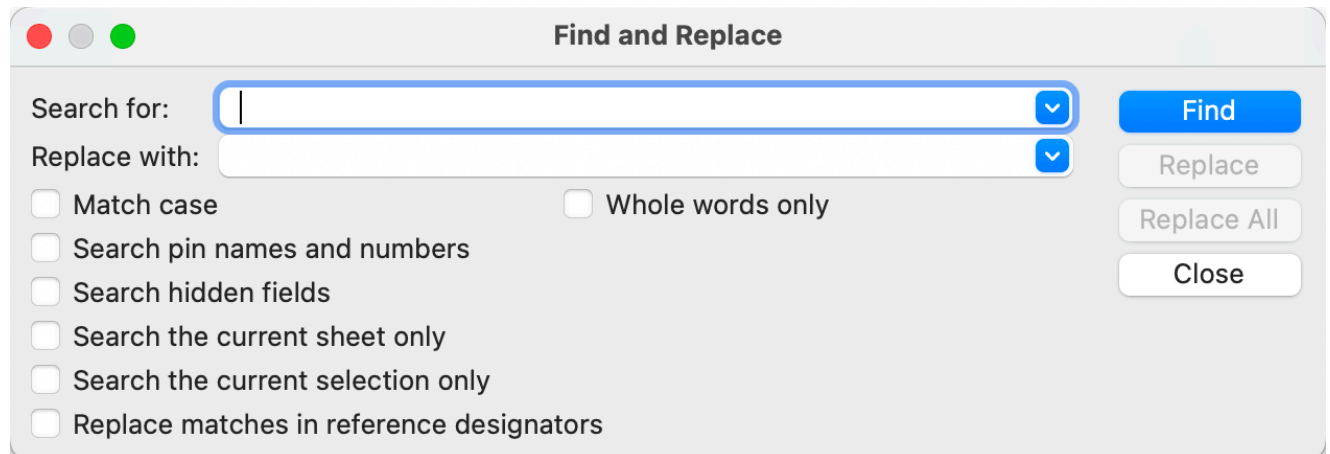 Find and Replace
Search for:
Find
Replace with:
Replace
Match case
Whole words only
Replace All
Search pin names and numbers
Close
Search hidden fields
Search the current sheet only
Search the current selection only
Replace matches in reference designators